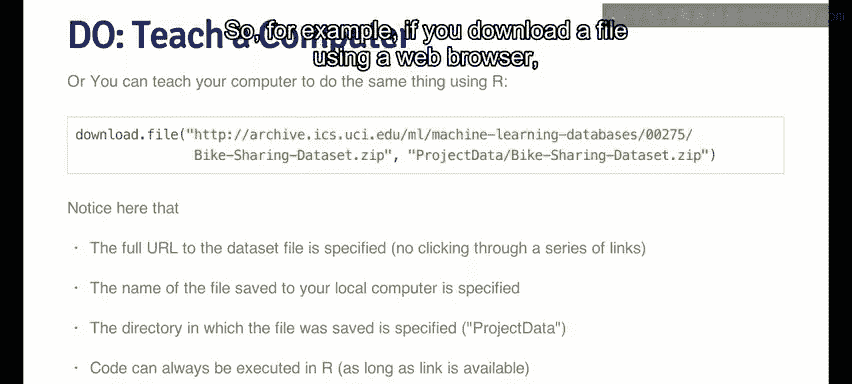 DO: Teach a Computer
So, for example, if you download a file
using a web browser,
Or You can teach your computer to do the same thing using R:
download.file("http://archive.ics.uci.edu/ml/machine-learning-databases/00275/
Bike-Sharing-Dataset.zip", "ProjectData/Bike-Sharing-Dataset.zip")
Notice here that
· The full URL to the dataset file is specified (no clicking through a series of links)
· The name of the file saved to your local computer is specified
· The directory in which the file was saved is specified ("ProjectData")
· Code can always be executed in R (as long as link is available)